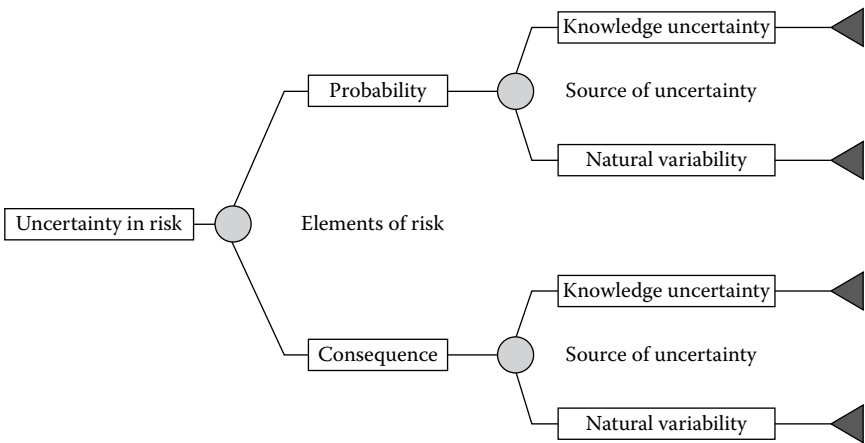 Knowledge uncertainty
Probability
Source of uncertainty
Natural variability
Uncertainty in risk
Elements of risk
Knowledge uncertainty
Consequence
Source of uncertainty
Natural variability